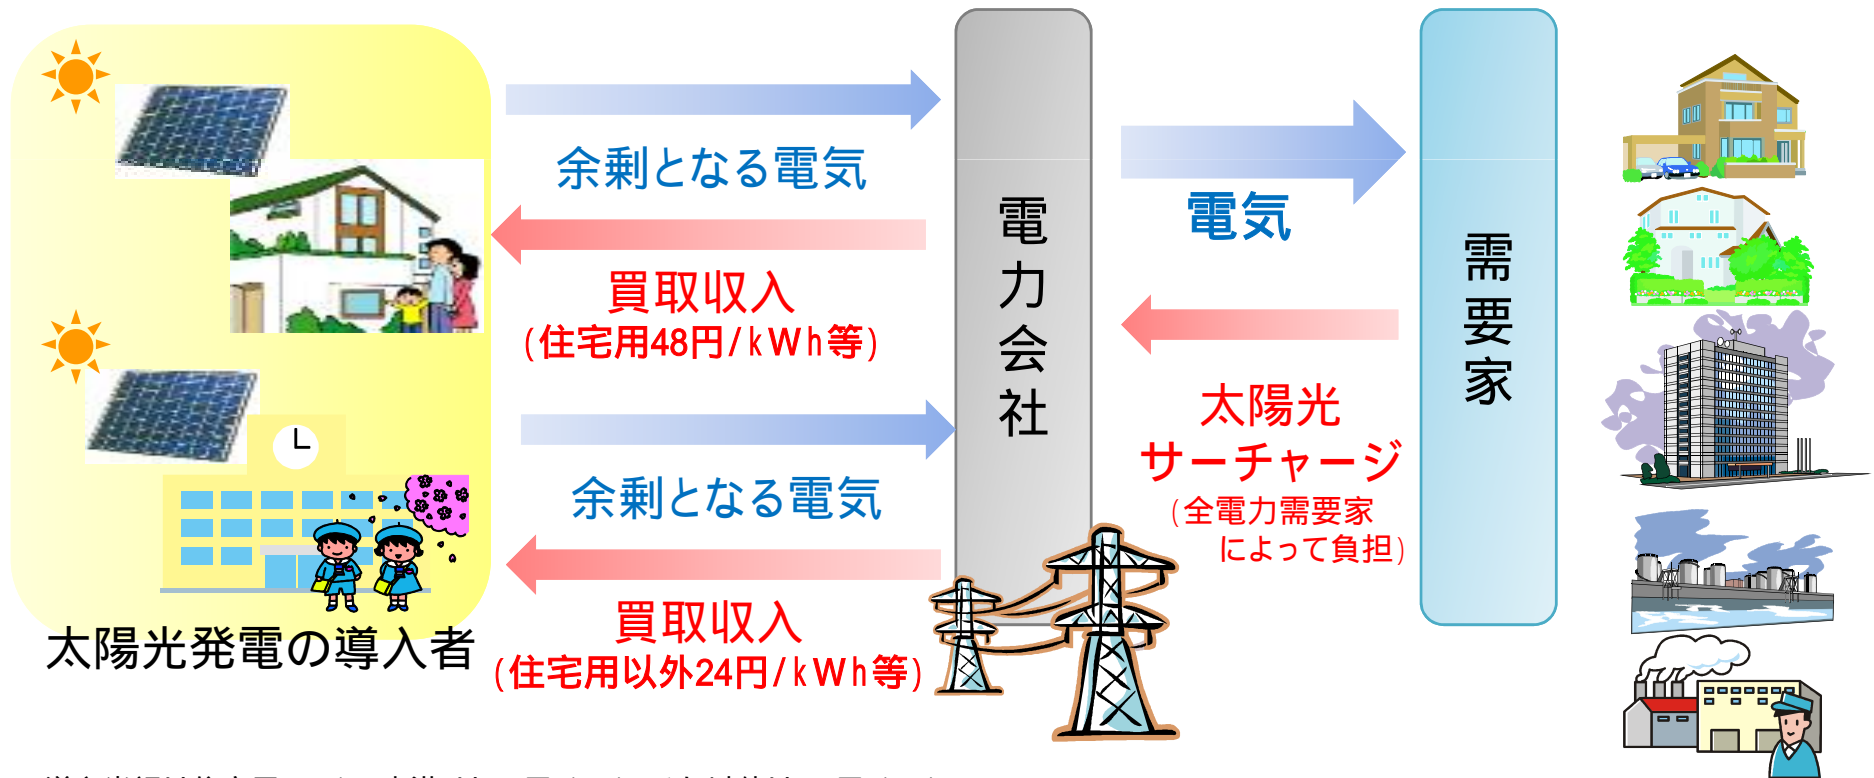 余剰となる電気
買取収入
(住宅用48円/kWh等)
余剰となる電気
買取収入
(住宅用以外24円/kWh等)
太陽光発電の導入者
電力会社
電気
太陽光
サーチャージ
(全電力需要家
によって負担)
需要家